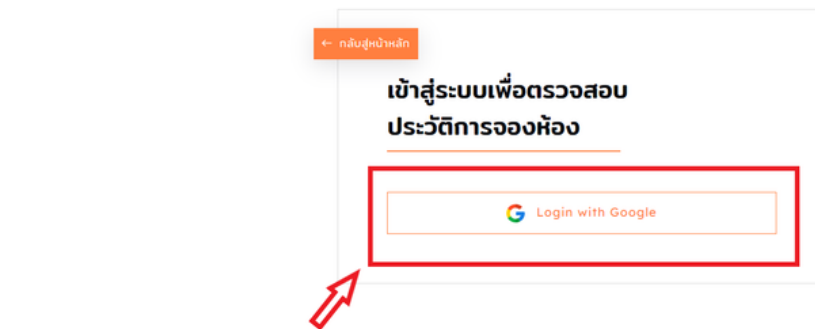 ← กลับสู่หน้าหลัก
เข้าสู่ระบบเพื่อตรวจสอบ
ประวัติการจองห้อง
Login with Google